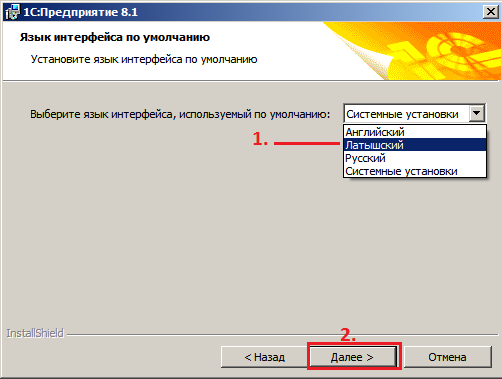 1С:Предприятие 8.1
Язык интерфейса по умолчанию
Установите язык интерфейса по умолчанию
Выберите язык интерфейса, используемый по умолчанию: Системные установки
Английский
1. Латышский
Русский
Системные установки
InstallShield
2.
< Назад Далее > Отмена